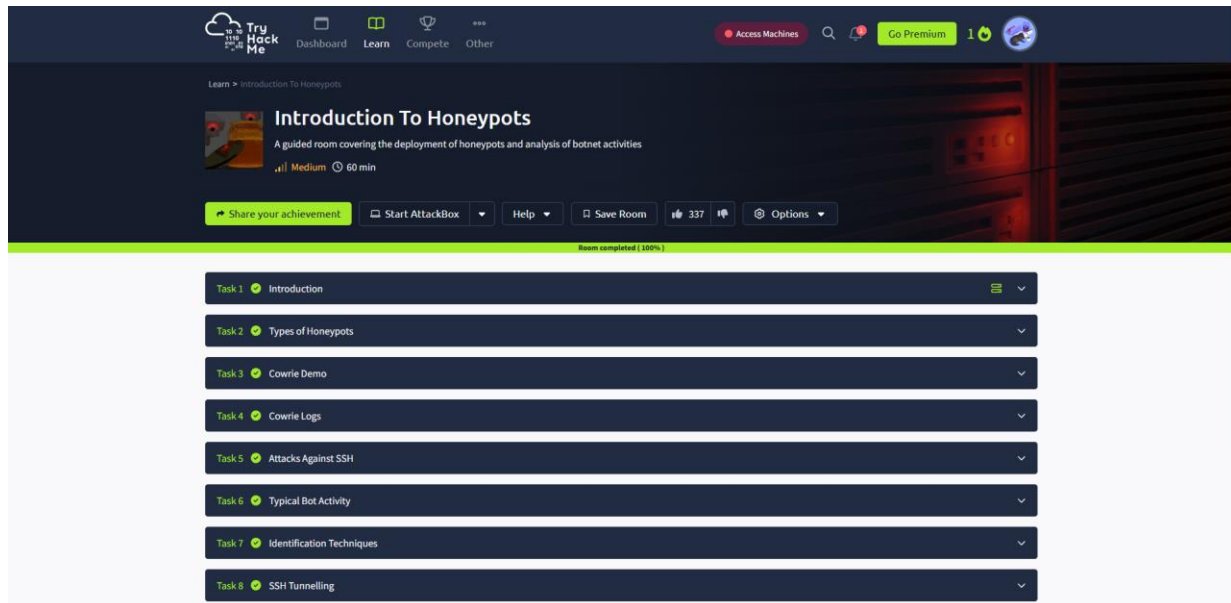 Try
Hack
Me
Dashboard
Learn
Compete
Other
Access Machines
Go Premium
1
Learn > Introduction To Honeypots
Introduction To Honeypots
A guided room covering the deployment of honeypots and analysis of botnet activities
Medium 60 min
Share your achievement
Start AttackBox
Help
Save Room
337
Options
Room completed ( 100% )
Task 1 Introduction
Task 2 Types of Honeypots
Task 3 Cowrie Demo
Task 4 Cowrie Logs
Task 5 Attacks Against SSH
Task 6 Typical Bot Activity
Task 7 Identification Techniques
Task 8 SSH Tunnelling